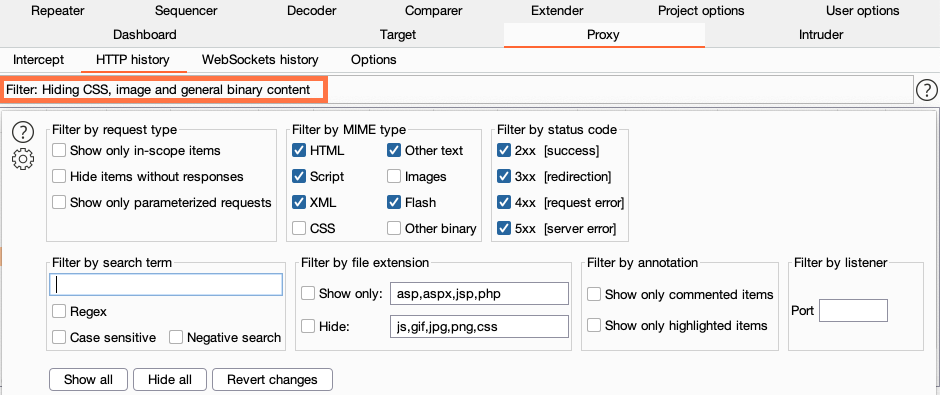 Repeater Sequencer Decoder Comparer Extender Project options User options
Dashboard Target Proxy Intruder
Intercept HTTP history WebSockets history Options
Filter: Hiding CSS, image and general binary content ?
? Filter by request type
Show only in-scope items
Hide items without responses
Show only parameterized requests
Filter by MIME type
HTML Other text
Script Images
XML Flash
CSS Other binary
Filter by status code
2xx [success]
3xx [redirection]
4xx [request error]
5xx [server error]
Filter by search term
Regex
Case sensitive Negative search
Filter by file extension
Show only: asp,aspx,jsp,php
Hide: js,gif,jpg,png,css
Filter by annotation
Show only commented items
Show only highlighted items
Filter by listener
Port
Show all Hide all Revert changes